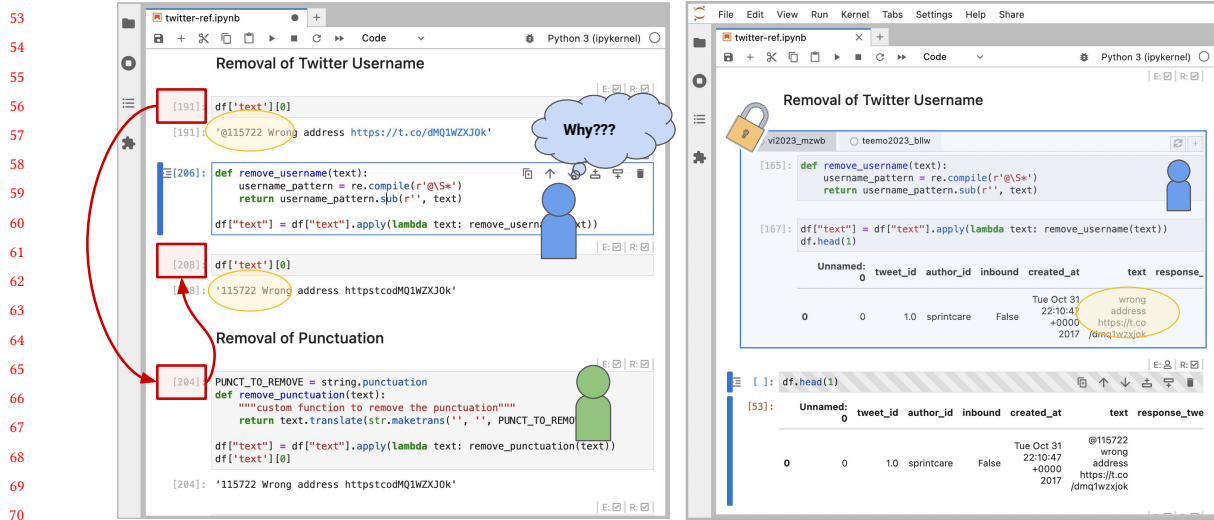 53
54
55
56
57
58
59
60
61
62
63
64
65
66
67
68
69
70
twitter-ref.ipynb
Code
Python 3 (ipykernel)
Removal of Twitter Username
E: R:
[191]: df['text'][0]
[191]: '@115722 Wrong address https://t.co/dMQ1WZXJOk'
Why???
[206]: def remove_username(text):
username_pattern = re.compile(r'@\S*')
return username_pattern.sub(r'', text)
df["text"] = df["text"].apply(lambda text: remove_usern xt))
E: R:
[208]: df['text'][0]
8]: '115722 Wrong address httpstcodMQ1WZXJOk'
Removal of Punctuation
E: R:
[204]: PUNCT_TO_REMOVE = string.punctuation
def remove_punctuation(text):
"""custom function to remove the punctuation"""
return text.translate(str.maketrans('', '', PUNCT_TO_REMO
df["text"] = df["text"].apply(lambda text: remove_punctuation(text))
df['text'][0]
[204]: '115722 Wrong address httpstcodMQ1WZXJOk'
E: R:
File Edit View Run Kernel Tabs Settings Help Share
twitter-ref.ipynb
Code
Python 3 (ipykernel)
E: R:
Removal of Twitter Username
vi2023_mzwb teemo2023_bllw
[165]: def remove_username(text):
username_pattern = re.compile(r'@\S*')
return username_pattern.sub(r'', text)
[167]: df["text"] = df["text"].apply(lambda text: remove_username(text))
df.head(1)
Unnamed: 0 tweet_id author_id inbound created_at text response_
0 0 1.0 sprintcare False Tue Oct 31 22:10:47 +0000 2017 wrong address https://t.co /dmq1wzxjok
E: R:
[ ]: df.head(1)
[53]: Unnamed: 0 tweet_id author_id inbound created_at text response_twe
0 0 1.0 sprintcare False Tue Oct 31 22:10:47 +0000 2017 @115722 wrong address https://t.co /dmq1wzxjok